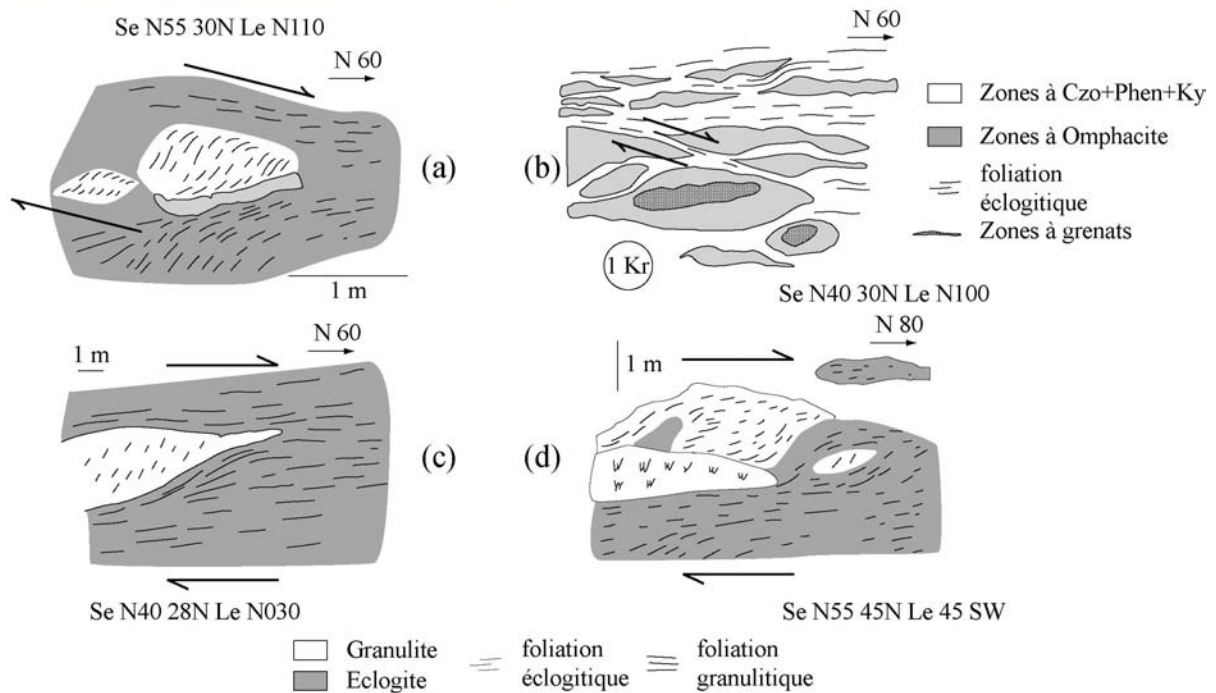 Se N55 30N Le N110
N 60
(a)
1 m
N 60
(b)
1 Kr
Zones à Czo+Phen+Ky
Zones à Omphacite
foliation
éclogitique
Zones à grenats
Se N40 30N Le N100
1 m
N 60
(c)
Se N40 28N Le N030
N 80
1 m
(d)
Se N55 45N Le 45 SW
Granulite
Eclogite
foliation
éclogitique
foliation
granulitique